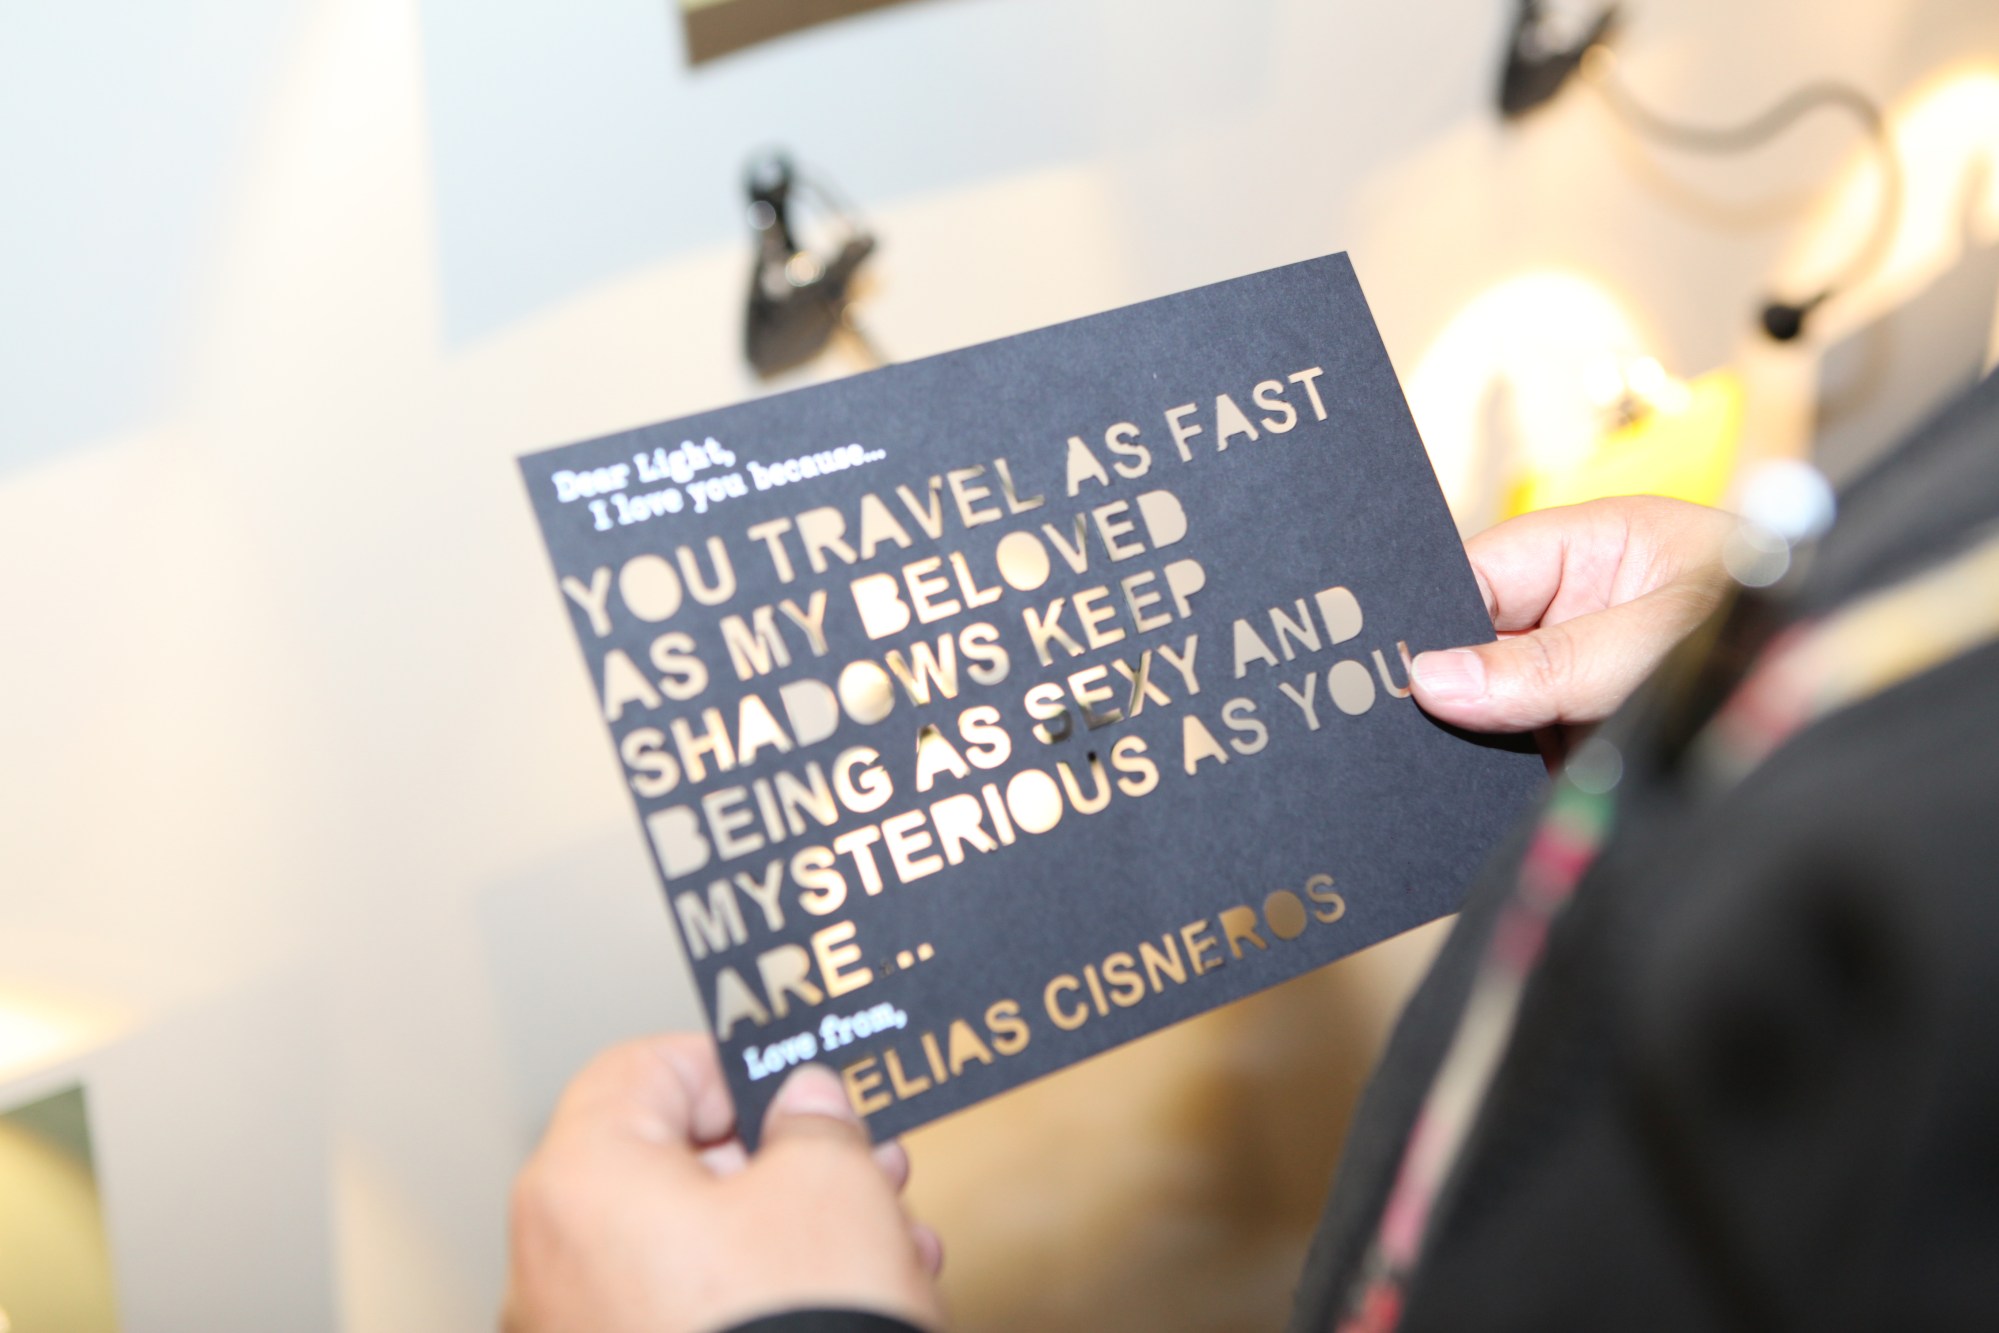 Dear Light,
I love you because...
YOU TRAVEL AS FAST
AS MY BELOVED
SHADOWS KEEP
BEING AS SEXY AND
MYSTERIOUS AS YOU
ARE...
Love from,
ELIAS CISNEROS